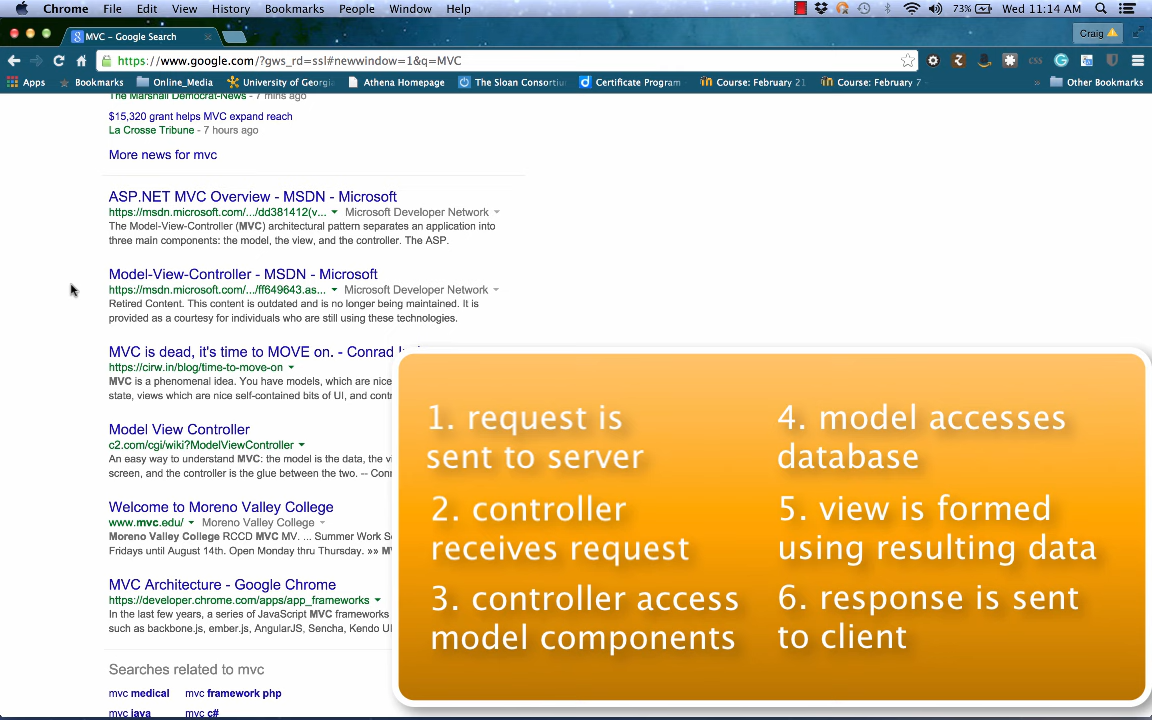 Chrome File Edit View History Bookmarks People Window Help 73% Wed 11:14 AM
MVC - Google Search
Craig
https://www.google.com/?gws_rd=ssl#newwindow=1&q=MVC
Apps Bookmarks Online_Media University of Georgi Athena Homepage The Sloan Consortiu Certificate Program Course: February 21 Course: February 7 » Other Bookmarks
The Marshall Democrat-News - 7 mins ago
$15,320 grant helps MVC expand reach
La Crosse Tribune - 7 hours ago
More news for mvc
ASP.NET MVC Overview - MSDN - Microsoft
https://msdn.microsoft.com/.../dd381412(v... Microsoft Developer Network
The Model-View-Controller (MVC) architectural pattern separates an application into
three main components: the model, the view, and the controller. The ASP.
Model-View-Controller - MSDN - Microsoft
https://msdn.microsoft.com/.../ff649643.as... Microsoft Developer Network
Retired Content. This content is outdated and is no longer being maintained. It is
provided as a courtesy for individuals who are still using these technologies.
MVC is dead, it's time to MOVE on. - Conrad
https://cirw.in/blog/time-to-move-on
MVC is a phenomenal idea. You have models, which are nice
state, views which are nice self-contained bits of UI, and
Model View Controller
c2.com/cgi/wiki?ModelViewController
An easy way to understand MVC: the model is the data, the
screen, and the controller is the glue between the two. --
Welcome to Moreno Valley College
www.mvc.edu/ Moreno Valley College
Moreno Valley College RCCD MVC MV. ... Summer Work
Fridays until August 14th. Open Monday thru Thursday. »»
MVC Architecture - Google Chrome
https://developer.chrome.com/apps/app_frameworks
In the last few years, a series of JavaScript MVC frameworks
such as backbone.js, ember.js, AngularJS, Sencha, Kendo UI
Searches related to mvc
mvc medical mvc framework php
mvc java mvc c#
1. request is
sent to server
2. controller
receives request
3. controller access
model components
4. model accesses
database
5. view is formed
using resulting data
6. response is sent
to client